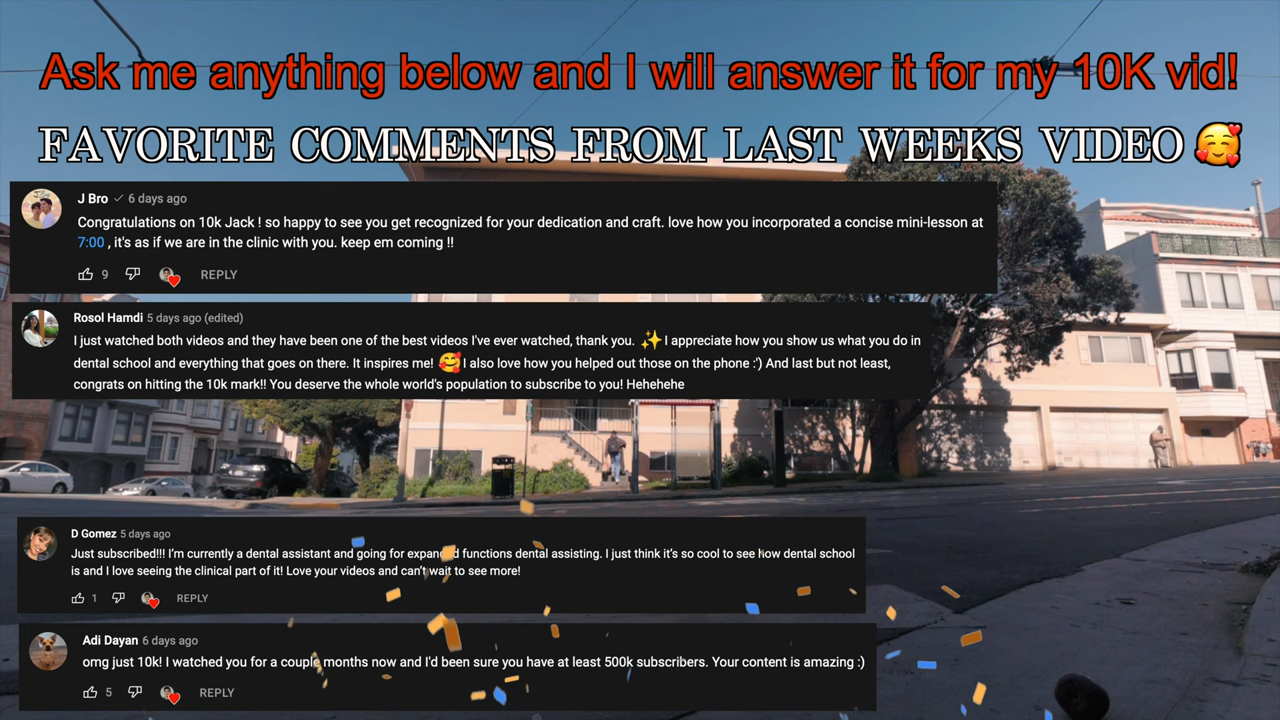 Ask me anything below and I will answer it for my 10K vid!
FAVORITE COMMENTS FROM LAST WEEKS VIDEO 🥰
J Bro 6 days ago
Congratulations on 10k Jack ! so happy to see you get recognized for your dedication and craft. love how you incorporated a concise mini-lesson at
7:00 , it's as if we are in the clinic with you. keep em coming !!
9 REPLY
Rosol Hamdi 5 days ago (edited)
I just watched both videos and they have been one of the best videos I've ever watched, thank you. ✨ I appreciate how you show us what you do in
dental school and everything that goes on there. It inspires me! 🥰 I also love how you helped out those on the phone :') And last but not least,
congrats on hitting the 10k mark!! You deserve the whole world's population to subscribe to you! Hehehehe
D Gomez 5 days ago
Just subscribed!!! I'm currently a dental assistant and going for expanded functions dental assisting. I just think it's so cool to see how dental school
is and I love seeing the clinical part of it! Love your videos and can't wait to see more!
1 REPLY
Adi Dayan 6 days ago
omg just 10k! I watched you for a couple months now and I'd been sure you have at least 500k subscribers. Your content is amazing :)
5 REPLY